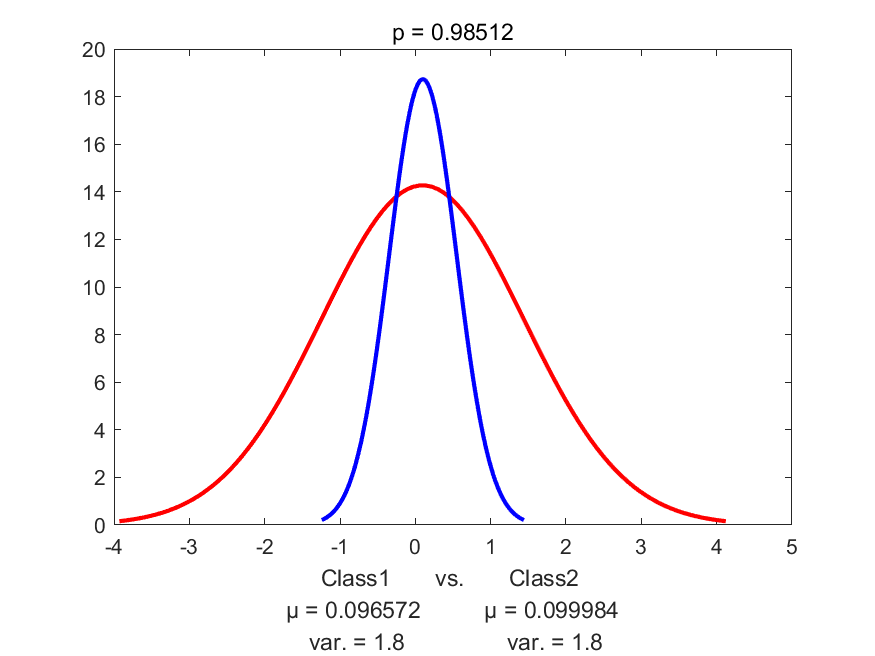 p = 0.98512
20
18
16
14
12
10
8
6
4
2
0
-4 -3 -2 -1 0 1 2 3 4 5
Class1 vs. Class2
μ = 0.096572 μ = 0.099984
var. = 1.8 var. = 1.8